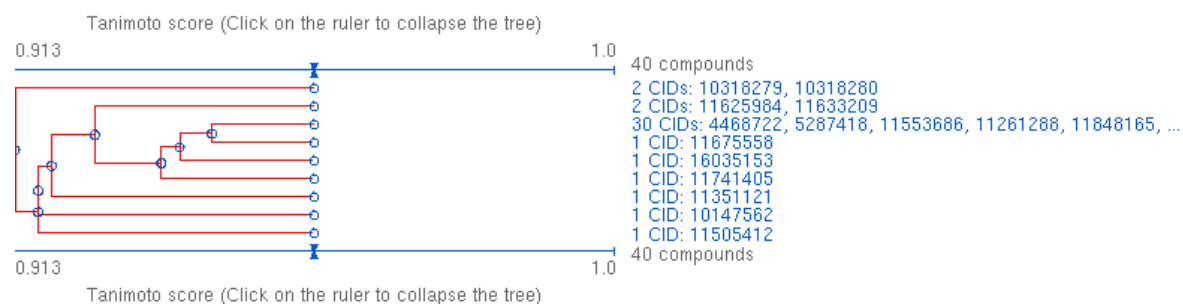 Tanimoto score (Click on the ruler to collapse the tree)
0.913 1.0
40 compounds
2 CIDs: 10318279, 10318280
2 CIDs: 11625984, 11633209
30 CIDs: 4468722, 5287418, 11553686, 11261288, 11848165, ...
1 CID: 11675558
1 CID: 16035153
1 CID: 11741405
1 CID: 11351121
1 CID: 10147562
1 CID: 11505412
40 compounds
0.913 1.0
Tanimoto score (Click on the ruler to collapse the tree)